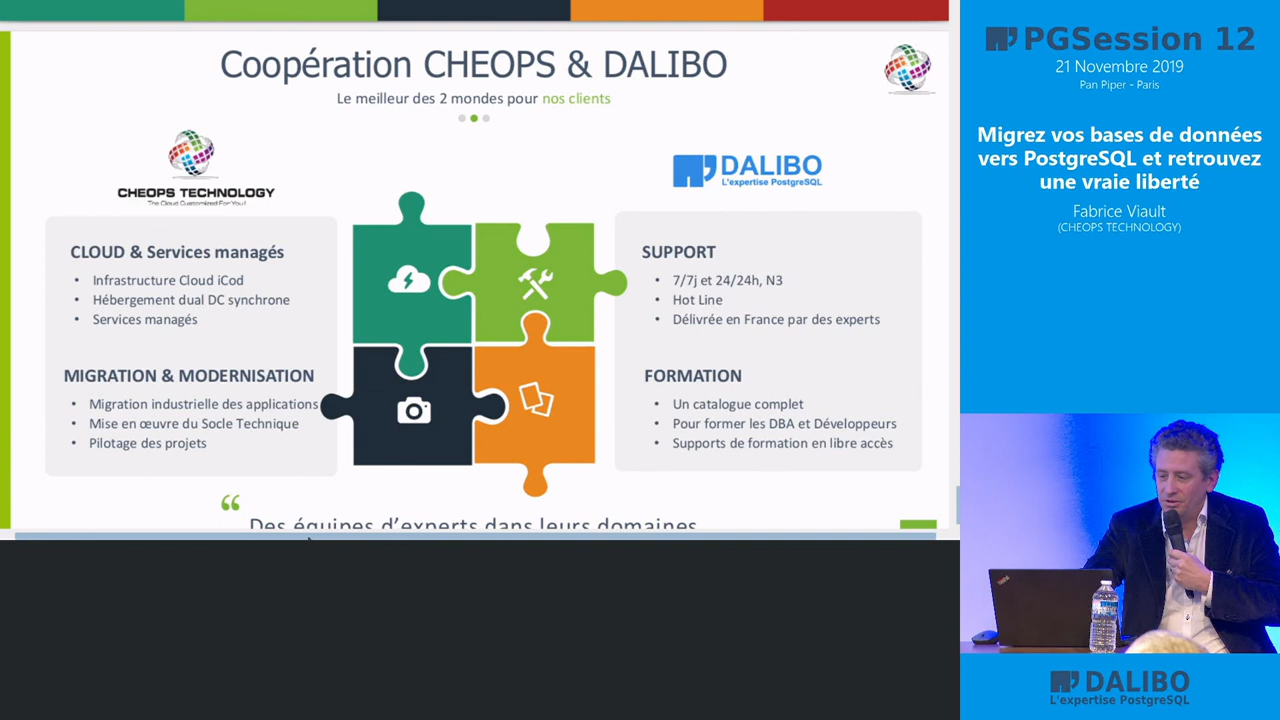 Coopération CHEOPS & DALIBO
Le meilleur des 2 mondes pour nos clients
CHEOPS TECHNOLOGY
The Cloud Customized For You !
CLOUD & Services managés
• Infrastructure Cloud iCod
• Hébergement dual DC synchrone
• Services managés
MIGRATION & MODERNISATION
• Migration industrielle des applications
• Mise en œuvre du Socle Technique
• Pilotage des projets
DALIBO
L'expertise PostgreSQL
SUPPORT
• 7/7j et 24/24h, N3
• Hot Line
• Délivrée en France par des experts
FORMATION
• Un catalogue complet
• Pour former les DBA et Développeurs
• Supports de formation en libre accès
“
Des équipes d’experts dans leurs domaines
PGSession 12
21 Novembre 2019
Pan Piper - Paris
Migrez vos bases de données
vers PostgreSQL et retrouvez
une vraie liberté
Fabrice Viault
(CHEOPS TECHNOLOGY)
DALIBO
L'expertise PostgreSQL